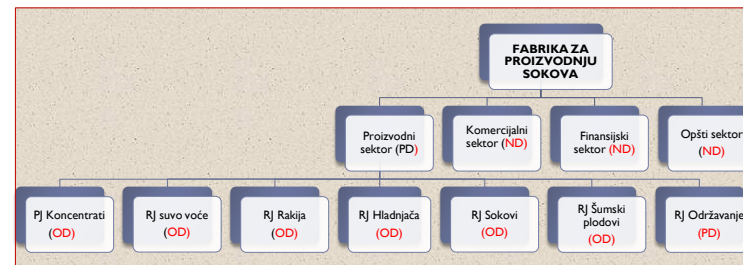 FABRIKA ZA
PROIZVODNJU
SOKOVA
Proizvodni
sektor (PD)
Komercijalni
sektor (ND)
Finansijski
sektor (ND)
Opšti sektor
(ND)
PJ Koncentrati
(OD)
RJ suvo voće
(OD)
RJ Rakija
(OD)
RJ Hladnjača
(OD)
RJ Sokovi
(OD)
RJ Šumski
plodovi
(OD)
RJ Održavanje
(PD)